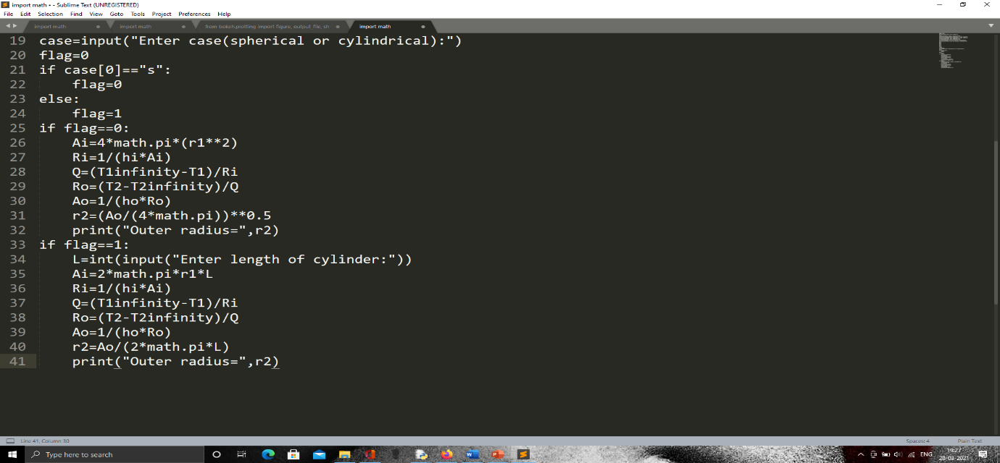 import math • - Sublime Text (UNREGISTERED)
File Edit Selection Find View Goto Tools Project Preferences Help
import math import math from bokeh.plotting import figure, output_file, sh import math
19 case=input("Enter case(spherical or cylindrical):")
20 flag=0
21 if case[0]=="s":
22 flag=0
23 else:
24 flag=1
25 if flag==0:
26 Ai=4*math.pi*(r1**2)
27 Ri=1/(hi*Ai)
28 Q=(T1infinity-T1)/Ri
29 Ro=(T2-T2infinity)/Q
30 Ao=1/(ho*Ro)
31 r2=(Ao/(4*math.pi))**0.5
32 print("Outer radius=",r2)
33 if flag==1:
34 L=int(input("Enter length of cylinder:"))
35 Ai=2*math.pi*r1*L
36 Ri=1/(hi*Ai)
37 Q=(T1infinity-T1)/Ri
38 Ro=(T2-T2infinity)/Q
39 Ao=1/(ho*Ro)
40 r2=Ao/(2*math.pi*L)
41 print("Outer radius=",r2)
Line 41, Column 30 Spaces: 4 Plain Text
Type here to search ENG 19:27
28-03-2021